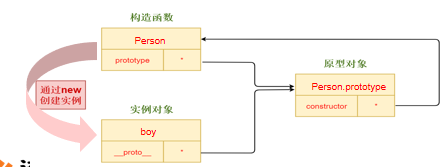 构造函数
Person
prototype *
原型对象
Person.prototype
constructor *
通过new
创建实例
实例对象
boy
__proto__ *